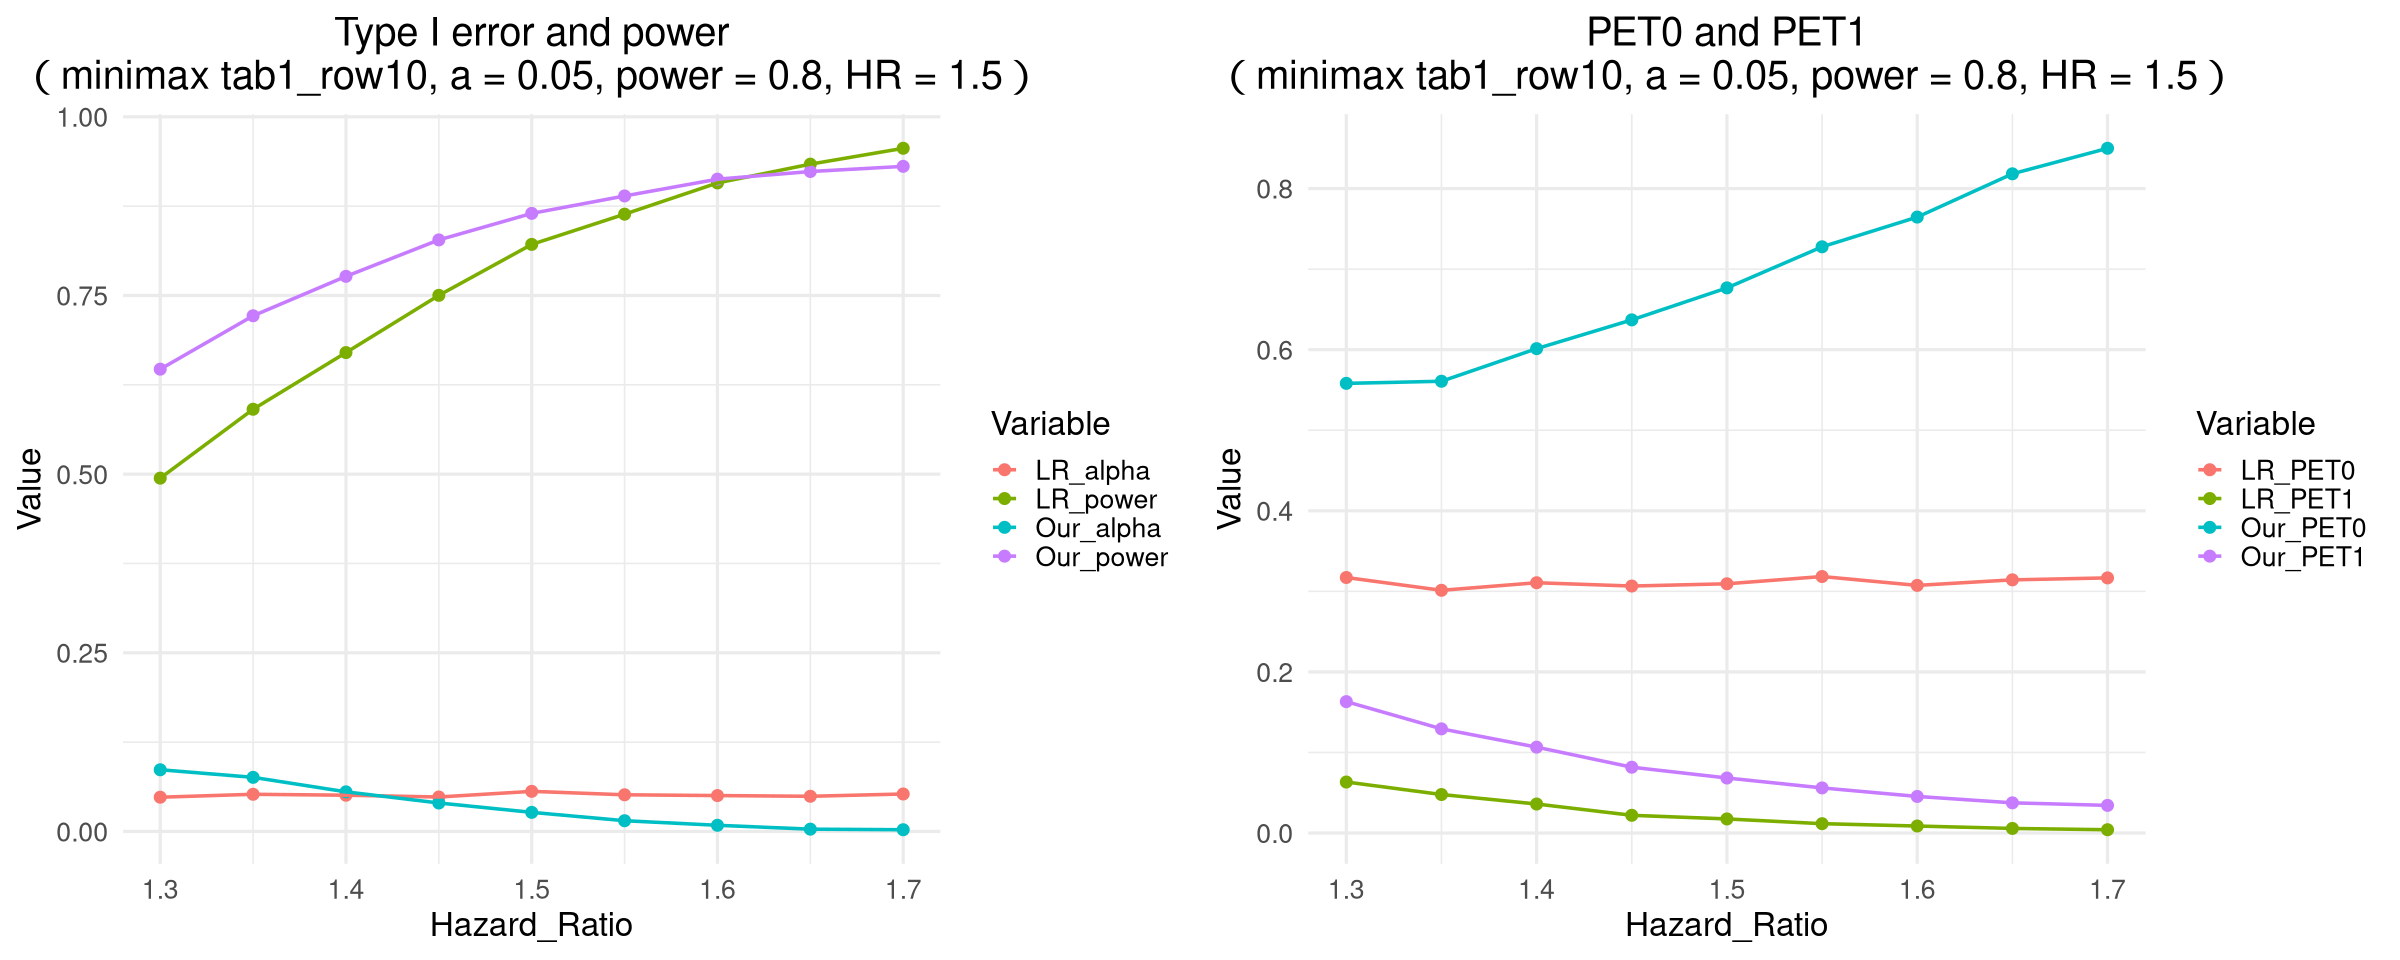 Type I error and power
( minimax tab1_row10, a = 0.05, power = 0.8, HR = 1.5 )
1.00
0.75
0.50
0.25
0.00
Value
1.3 1.4 1.5 1.6 1.7
Hazard_Ratio
Variable
LR_alpha
LR_power
Our_alpha
Our_power
PET0 and PET1
( minimax tab1_row10, a = 0.05, power = 0.8, HR = 1.5 )
0.8
0.6
0.4
0.2
0.0
Value
1.3 1.4 1.5 1.6 1.7
Hazard_Ratio
Variable
LR_PET0
LR_PET1
Our_PET0
Our_PET1